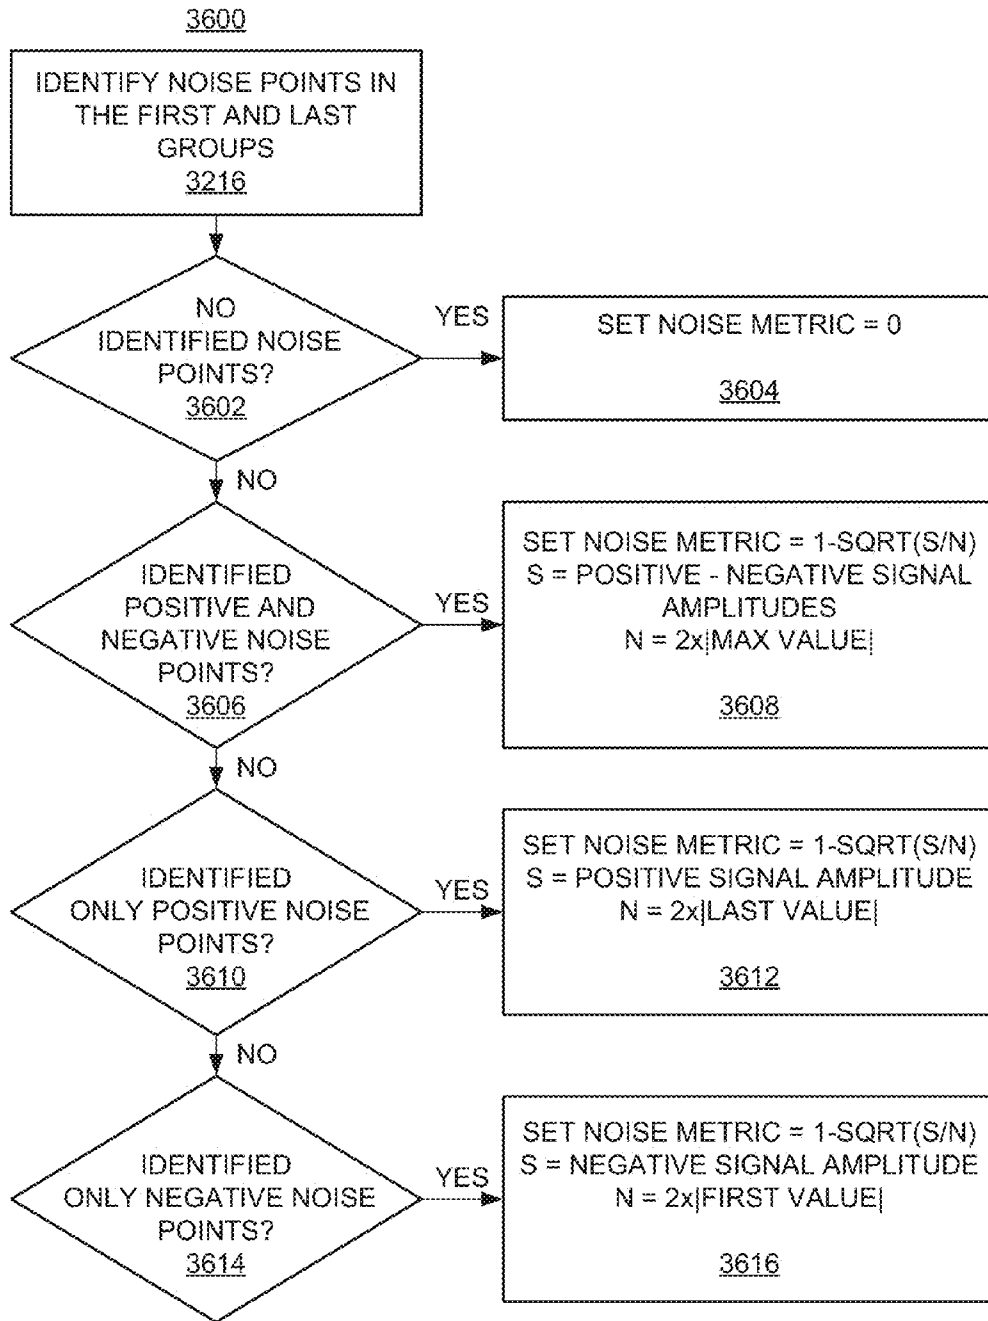 3600
IDENTIFY NOISE POINTS IN
THE FIRST AND LAST
GROUPS
3216
NO
IDENTIFIED NOISE
POINTS?
3602
YES
SET NOISE METRIC = 0
3604
NO
IDENTIFIED
POSITIVE AND
NEGATIVE NOISE
POINTS?
3606
YES
SET NOISE METRIC = 1-SQRT(S/N)
S = POSITIVE - NEGATIVE SIGNAL
AMPLITUDES
N = 2x|MAX VALUE|
3608
NO
IDENTIFIED
ONLY POSITIVE NOISE
POINTS?
3610
YES
SET NOISE METRIC = 1-SQRT(S/N)
S = POSITIVE SIGNAL AMPLITUDE
N = 2x|LAST VALUE|
3612
NO
IDENTIFIED
ONLY NEGATIVE NOISE
POINTS?
3614
YES
SET NOISE METRIC = 1-SQRT(S/N)
S = NEGATIVE SIGNAL AMPLITUDE
N = 2x|FIRST VALUE|
3616